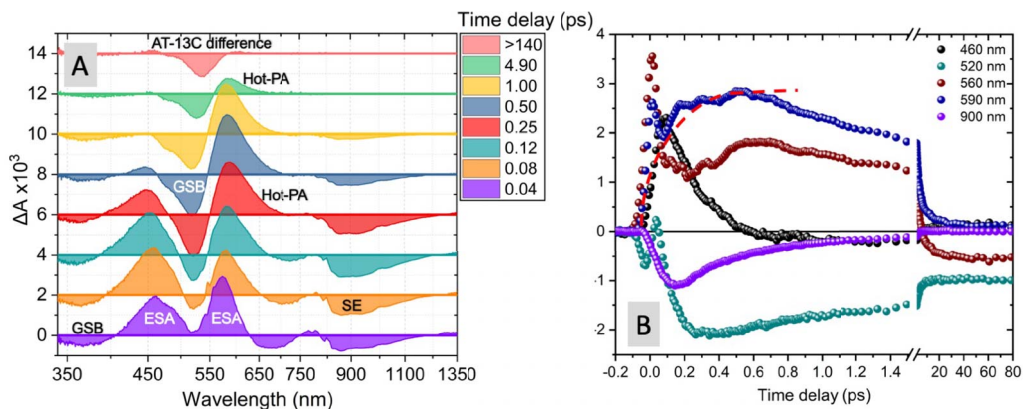 Time delay (ps)
A
AT-13C difference
Hot-PA
GSB
Hot-PA
ESA
ESA
SE
GSB
ΔA x10³
14
12
10
8
6
4
2
0
350
450
550
650
750
900
1050
1350
Wavelength (nm)
>140
4.90
1.00
0.50
0.25
0.12
0.08
0.04
4
3
2
1
0
-1
-2
460 nm
520 nm
560 nm
590 nm
900 nm
B
-0.2
0.0
0.2
0.4
0.6
0.8
1.0
1.2
1.4
20
40
60
80
Time delay (ps)